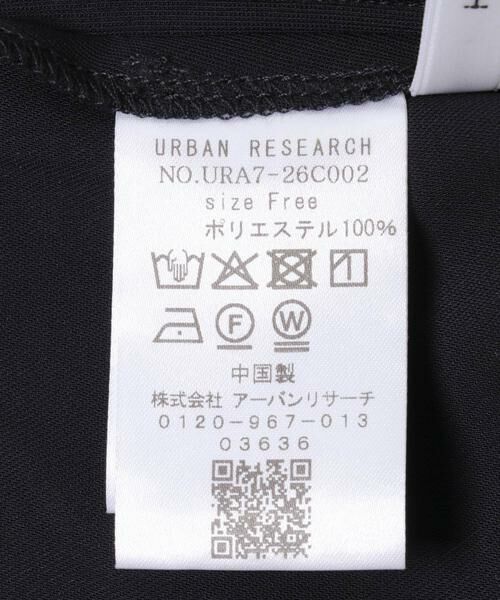 URBAN RESEARCH
NO.URA7-26C002
size Free
ポリエステル100%
F W
中国製
株式会社 アーバンリサーチ
0120-967-013
03636